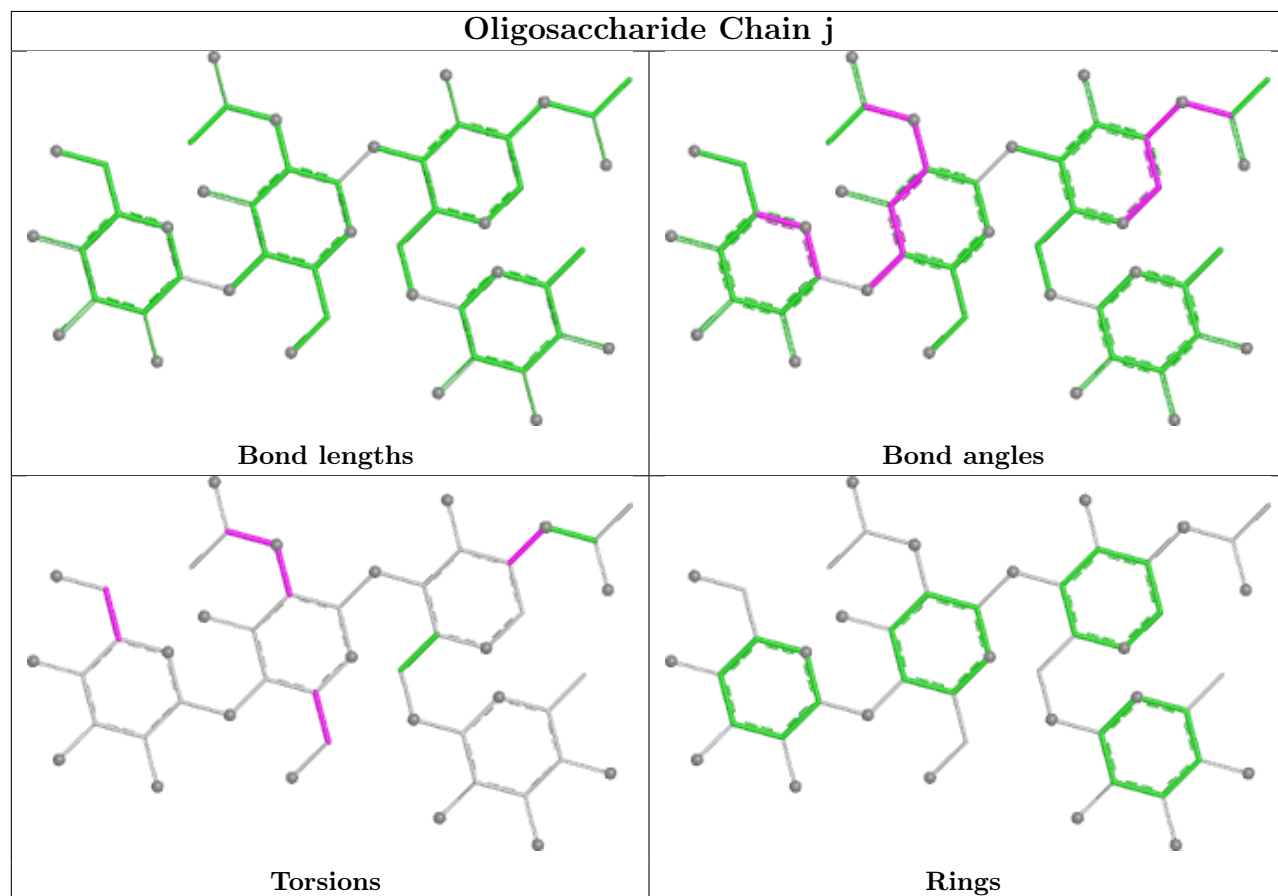 Oligosaccharide Chain j
Bond lengths
Bond angles
Torsions
Rings